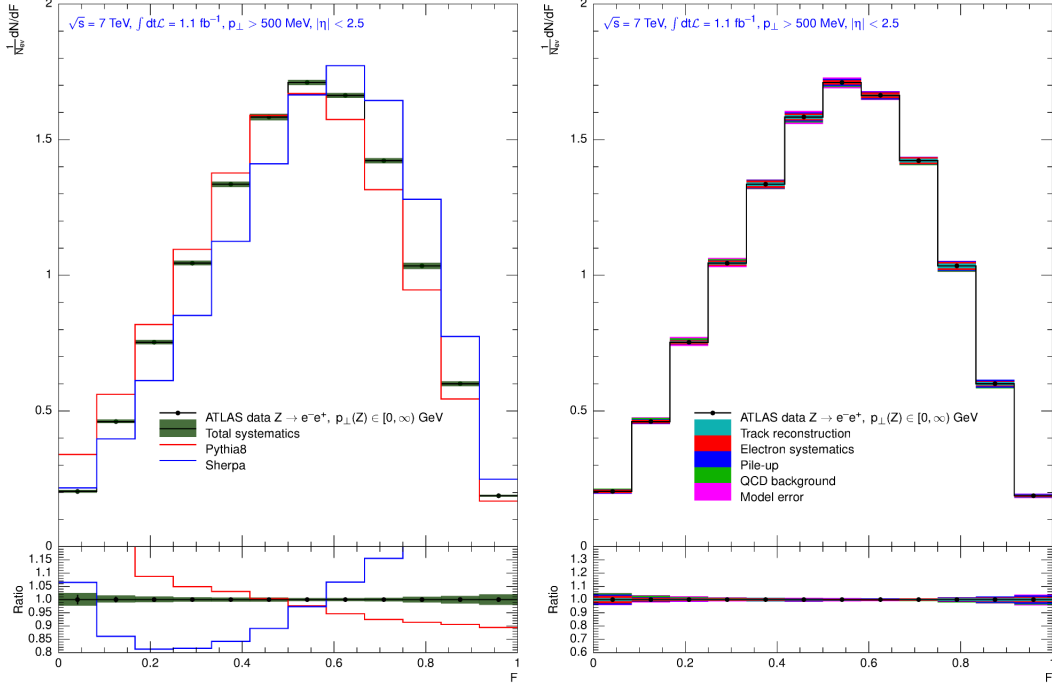 1/N_ev dN/dF
√s = 7 TeV, ∫ dtℒ = 1.1 fb⁻¹, p⊥ > 500 MeV, |η| < 2.5
2
1.5
1
0.5
0
ATLAS data Z → e⁻e⁺, p⊥(Z) ∈ [0, ∞) GeV
Total systematics
Pythia8
Sherpa
Ratio
1.15
1.1
1.05
1.0
0.95
0.9
0.85
0.8
0 0.2 0.4 0.6 0.8 1
F
1/N_ev dN/dF
√s = 7 TeV, ∫ dtℒ = 1.1 fb⁻¹, p⊥ > 500 MeV, |η| < 2.5
2
1.5
1
0.5
0
ATLAS data Z → e⁻e⁺, p⊥(Z) ∈ [0, ∞) GeV
Track reconstruction
Electron systematics
Pile-up
QCD background
Model error
Ratio
1.3
1.2
1.1
1.0
0.9
0.8
0.7
0.6
0 0.2 0.4 0.6 0.8 1
F